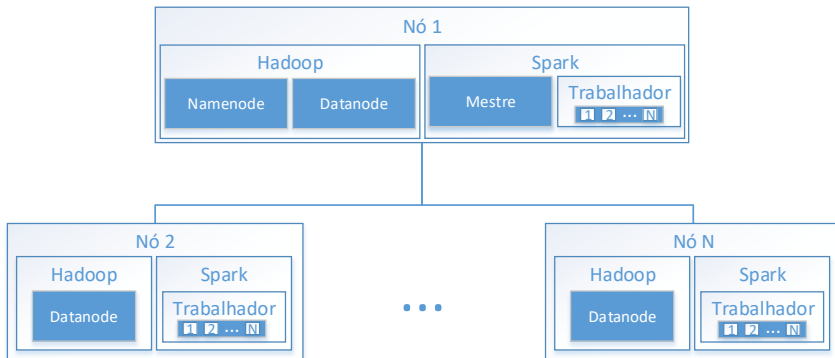 Nó 1
Hadoop
Spark
Namenode
Datanode
Mestre
Trabalhador
1 2 ... N
Nó 2
Hadoop
Spark
Datanode
Trabalhador
1 2 ... N
...
Nó N
Hadoop
Spark
Datanode
Trabalhador
1 2 ... N